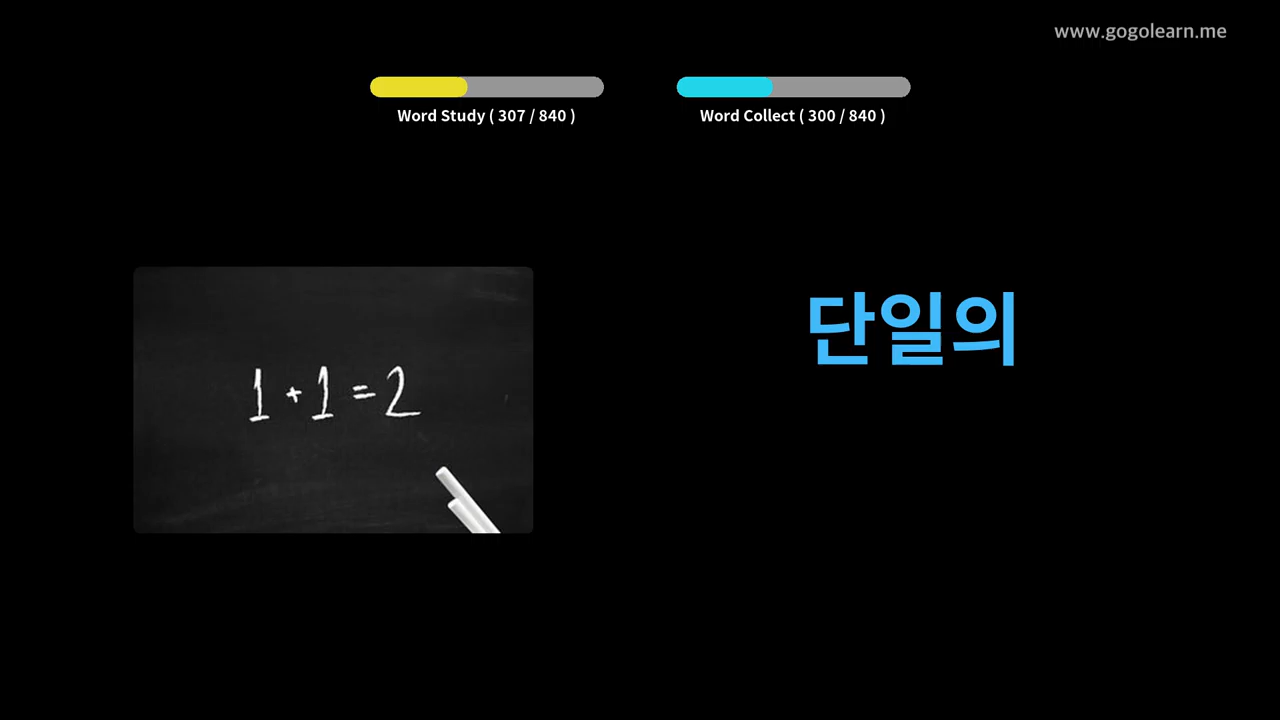 www.gogolearn.me
Word Study ( 307 / 840 )
Word Collect ( 300 / 840 )
1 + 1 = 2
단일의